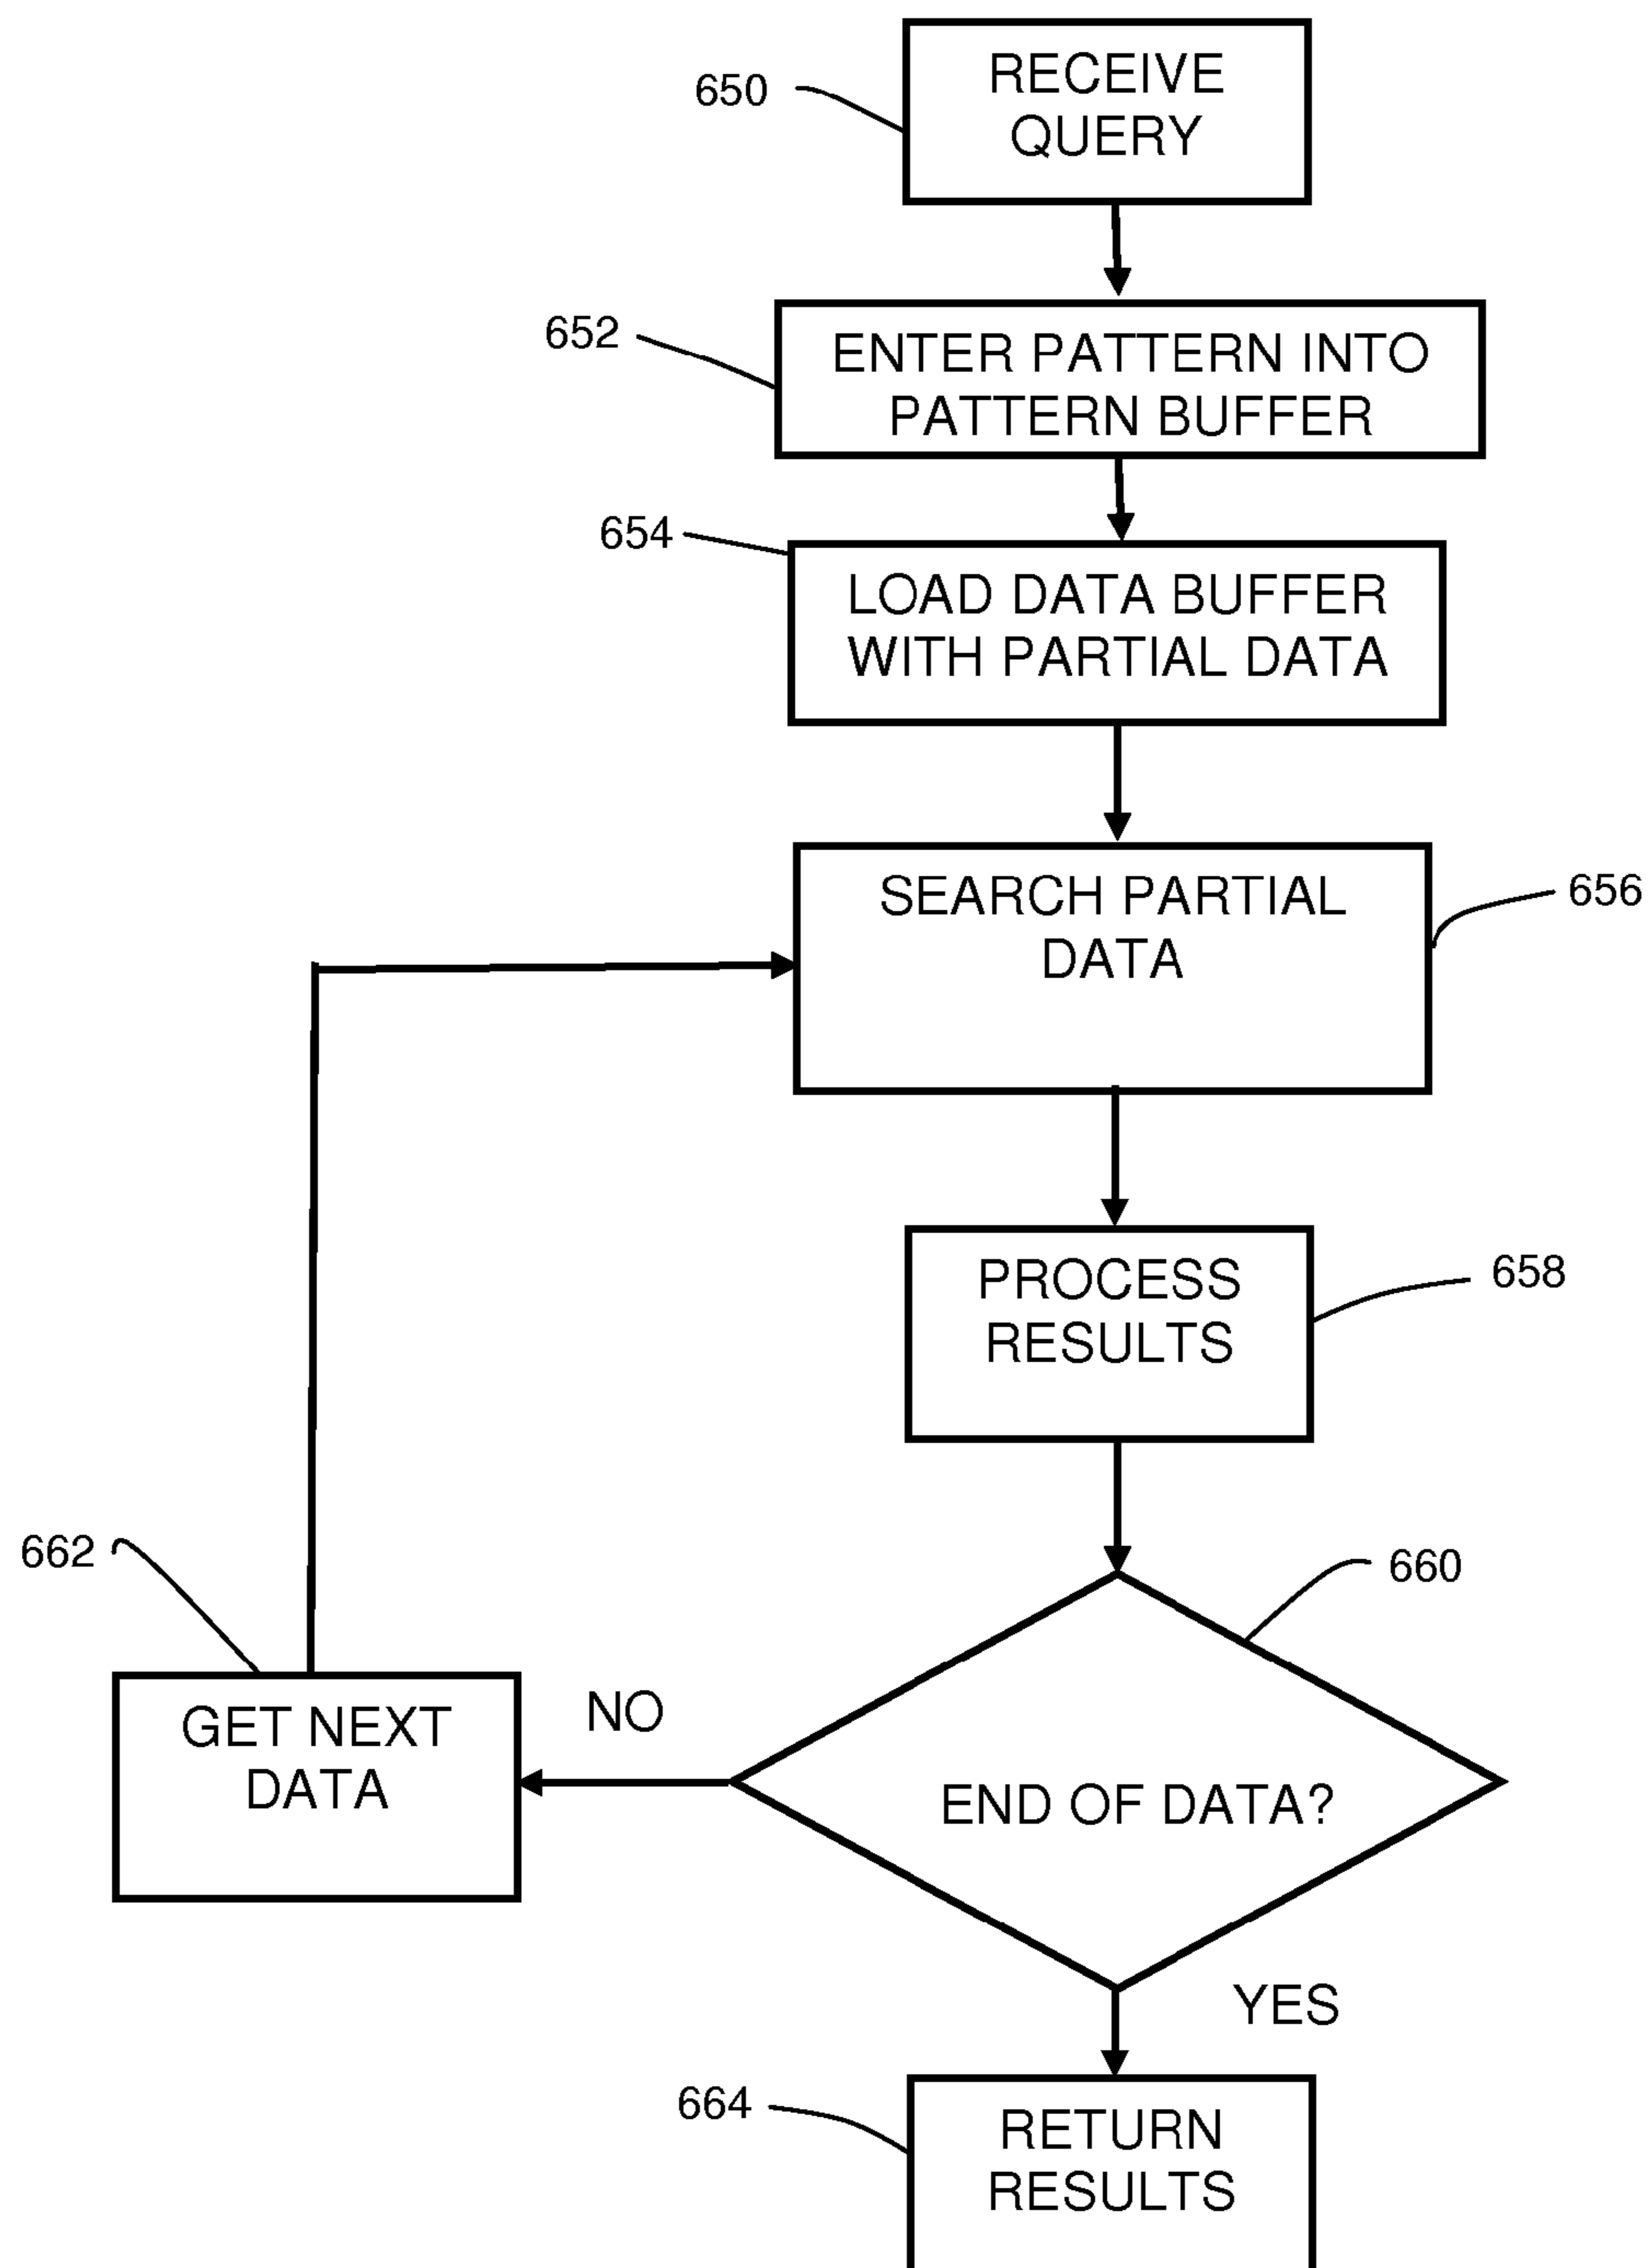 650
RECEIVE
QUERY
652
ENTER PATTERN INTO
PATTERN BUFFER
654
LOAD DATA BUFFER
WITH PARTIAL DATA
SEARCH PARTIAL
DATA
656
PROCESS
RESULTS
658
660
END OF DATA?
NO
662
GET NEXT
DATA
YES
664
RETURN
RESULTS